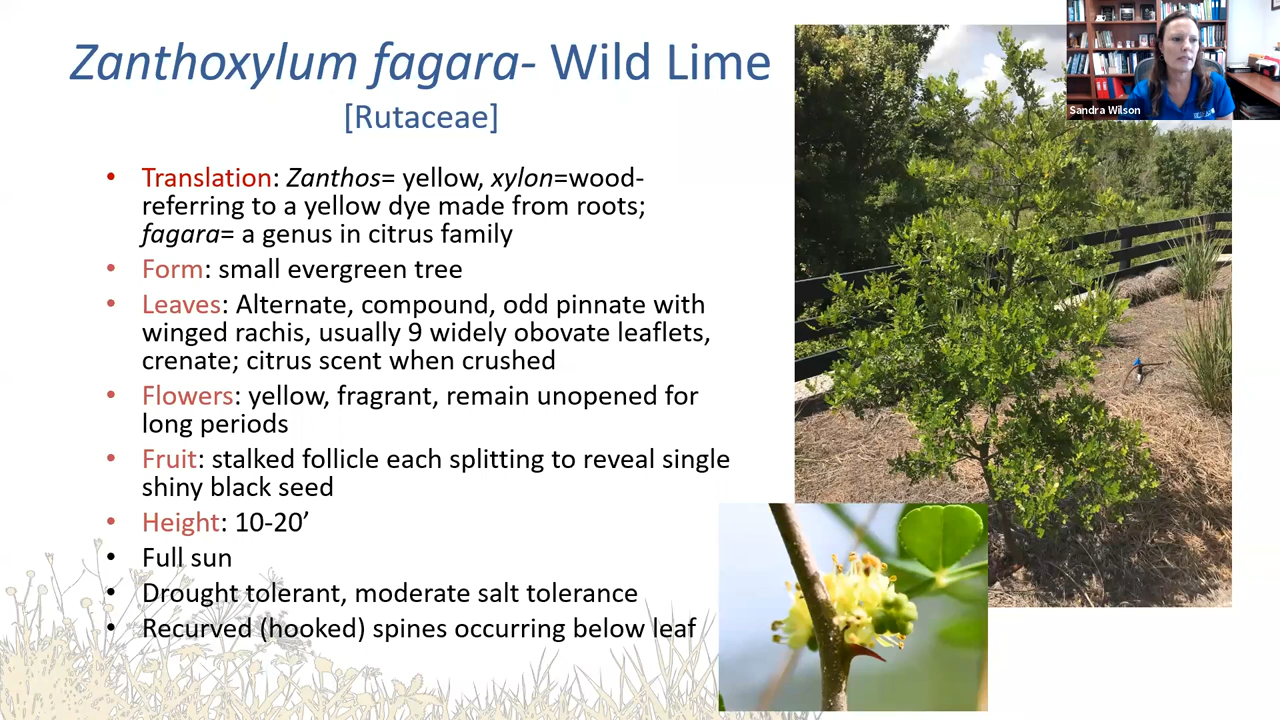 Zanthoxylum fagara- Wild Lime
[Rutaceae]
Sandra Wilson
• Translation: Zanthos= yellow, xylon=wood-
referring to a yellow dye made from roots;
fagara= a genus in citrus family
• Form: small evergreen tree
• Leaves: Alternate, compound, odd pinnate with
winged rachis, usually 9 widely obovate leaflets,
crenate; citrus scent when crushed
• Flowers: yellow, fragrant, remain unopened for
long periods
• Fruit: stalked follicle each splitting to reveal single
shiny black seed
• Height: 10-20’
• Full sun
• Drought tolerant, moderate salt tolerance
• Recurved (hooked) spines occurring below leaf